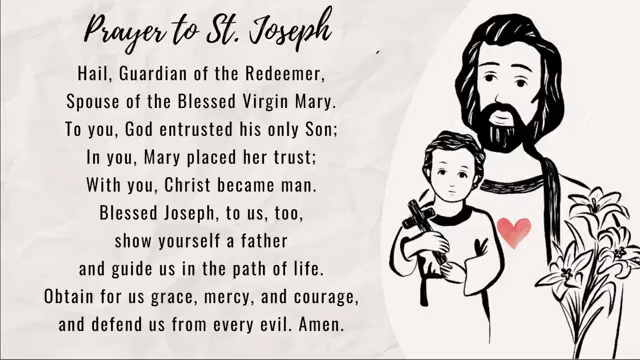 Prayer to St. Joseph
Hail, Guardian of the Redeemer,
Spouse of the Blessed Virgin Mary.
To you, God entrusted his only Son;
In you, Mary placed her trust;
With you, Christ became man.
Blessed Joseph, to us, too,
show yourself a father
and guide us in the path of life.
Obtain for us grace, mercy, and courage,
and defend us from every evil. Amen.